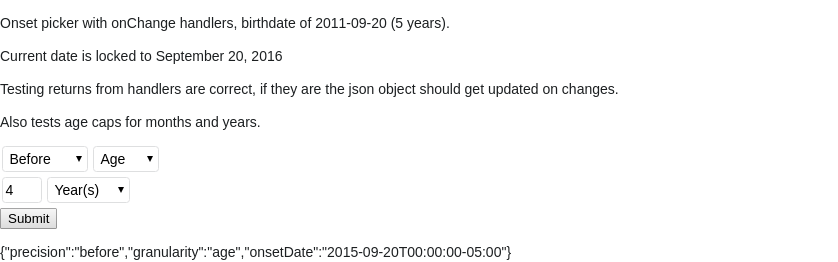 Onset picker with onChange handlers, birthdate of 2011-09-20 (5 years).
Current date is locked to September 20, 2016
Testing returns from handlers are correct, if they are the json object should get updated on changes.
Also tests age caps for months and years.
Before Age
4 Year(s)
Submit
{"precision":"before","granularity":"age","onsetDate":"2015-09-20T00:00:00-05:00"}